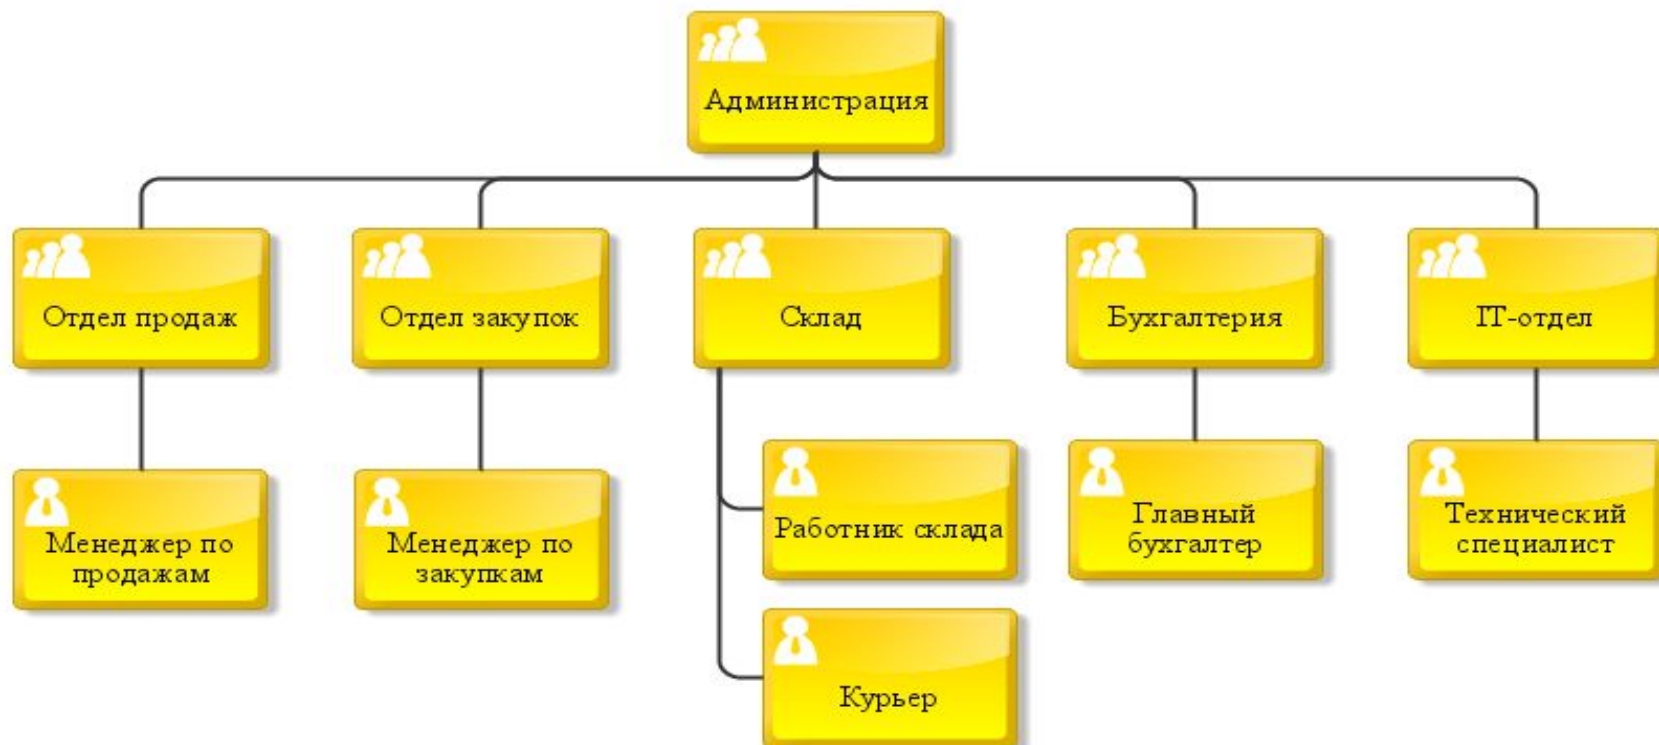 Администрация
Отдел продаж
Отдел закупок
Склад
Бухгалтерия
IT-отдел
Менеджер по
продажам
Менеджер по
закупкам
Работник склада
Главный
бухгалтер
Технический
специалист
Курьер